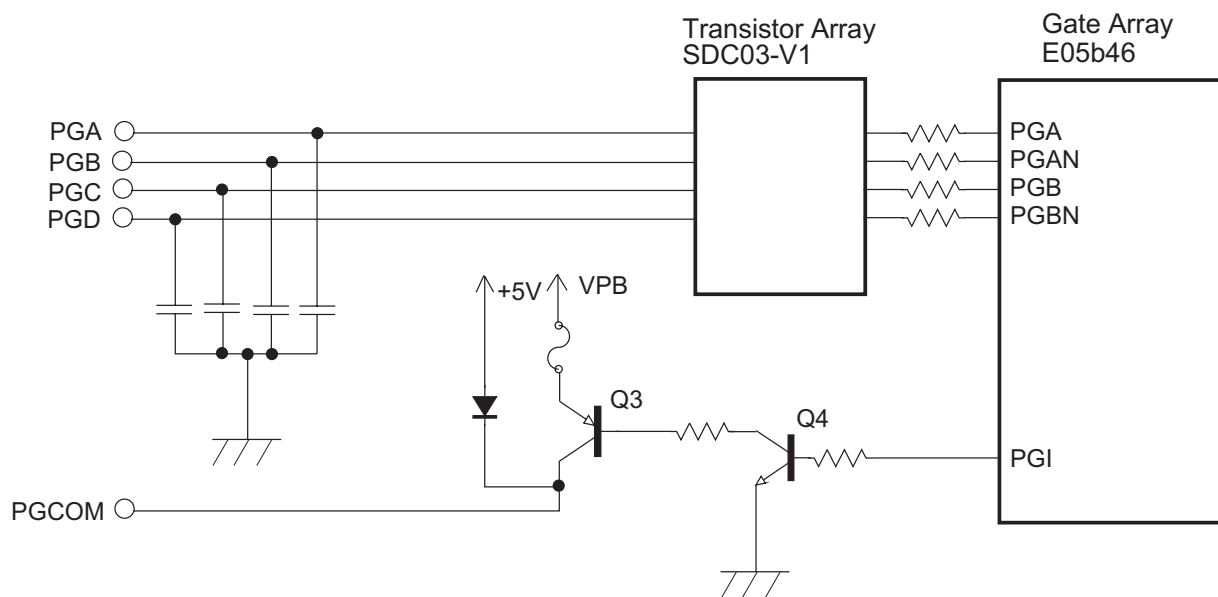 Transistor Array
SDC03-V1
Gate Array
E05b46
PGA
PGB
PGC
PGD
PGA
PGAN
PGB
PGBN
+5V
VPB
Q3
Q4
PGI
PGCOM